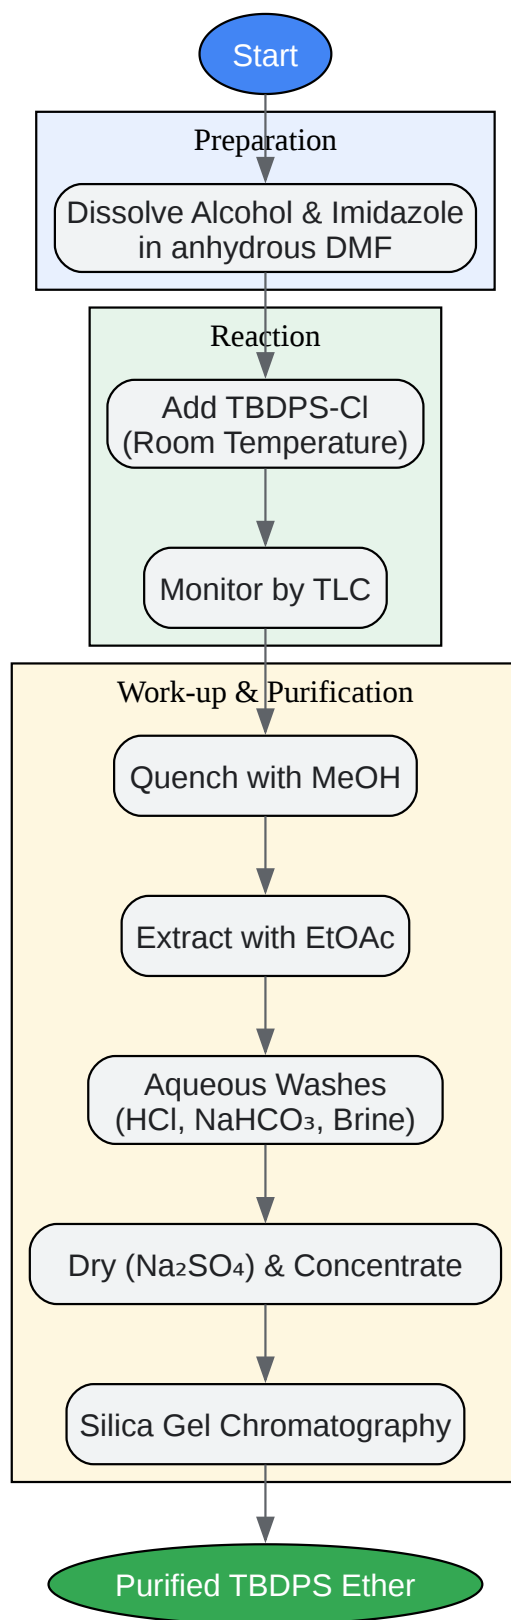 Start
Preparation
Dissolve Alcohol & Imidazole
in anhydrous DMF
Reaction
Add TBDPS-Cl
(Room Temperature)
Monitor by TLC
Work-up & Purification
Quench with MeOH
Extract with EtOAc
Aqueous Washes
(HCl, NaHCO₃, Brine)
Dry (Na₂SO₄) & Concentrate
Silica Gel Chromatography
Purified TBDPS Ether